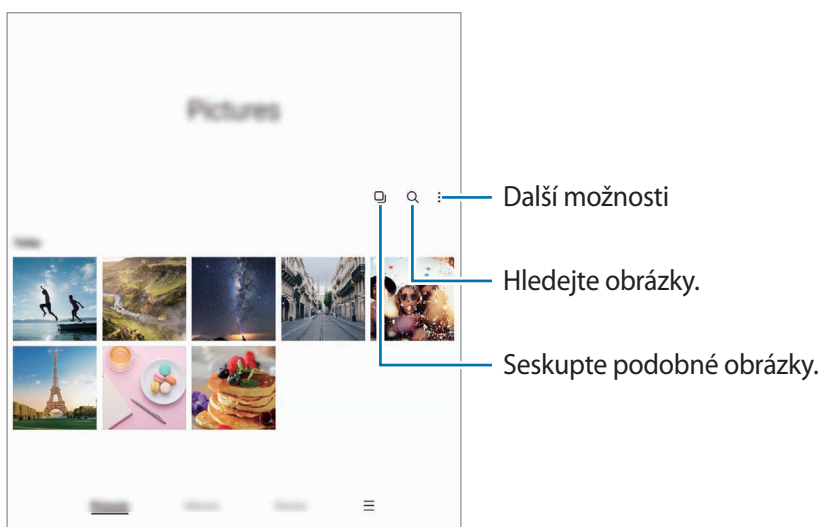 Pictures
Další možnosti
Hledejte obrázky.
Seskupte podobné obrázky.